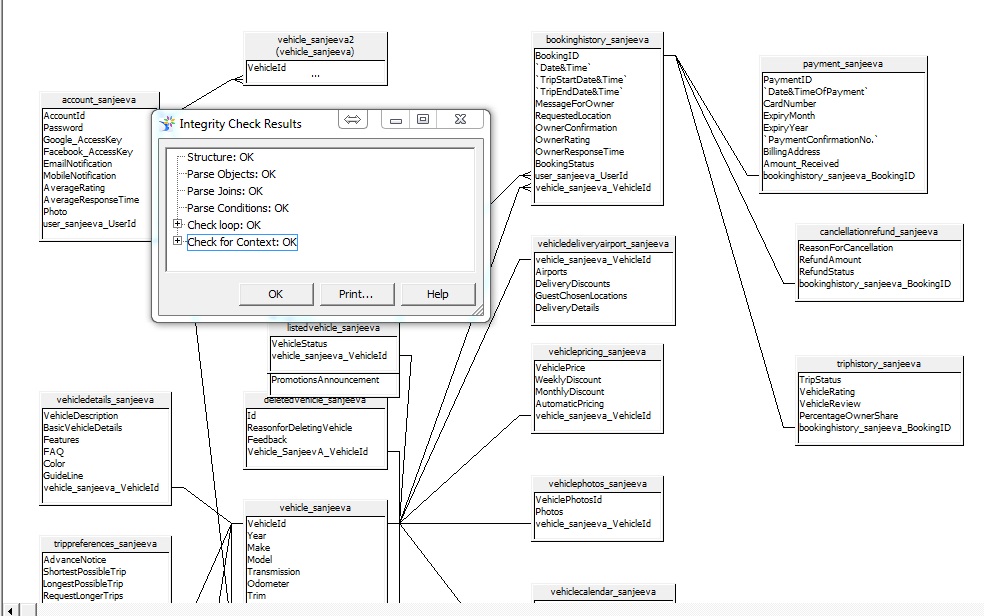 vehicle_sanjeeva2
(vehicle_sanjeeva)
VehicleId
...
account_sanjeeva
AccountId
Password
Google_AccessKey
Facebook_AccessKey
EmailNotification
MobileNotification
AverageRating
AverageResponseTime
Photo
user_sanjeeva_UserId
Integrity Check Results
Structure: OK
Parse Objects: OK
Parse Joins: OK
Parse Conditions: OK
Check loop: OK
Check for Context: OK
OK
Print...
Help
bookinghistory_sanjeeva
BookingID
`Date&Time`
`TripStartDate&Time`
`TripEndDate&Time`
MessageForOwner
RequestedLocation
OwnerConfirmation
OwnerRating
OwnerResponseTime
BookingStatus
user_sanjeeva_UserId
vehicle_sanjeeva_VehicleId
payment_sanjeeva
PaymentID
`Date&TimeOfPayment`
CardNumber
ExpiryMonth
ExpiryYear
`PaymentConfirmationNo.`
BillingAddress
Amount_Received
bookinghistory_sanjeeva_BookingID
cancllellationrefund_sanjeeva
ReasonForCancellation
RefundAmount
RefundStatus
bookinghistory_sanjeeva_BookingID
vehicledeliveryairport_sanjeeva
vehicle_sanjeeva_VehicleId
Airports
DeliveryDiscounts
GuestChosenLocations
DeliveryDetails
listedvehicle_sanjeeva
VehicleStatus
vehicle_sanjeeva_VehicleId
PromotionsAnnouncement
vehiclepricing_sanjeeva
VehiclePrice
WeeklyDiscount
MonthlyDiscount
AutomaticPricing
vehicle_sanjeeva_VehicleId
triphistory_sanjeeva
TripStatus
VehicleRating
VehicleReview
PercentageOwnerShare
bookinghistory_sanjeeva_BookingID
vehicledetails_sanjeeva
VehicleDescription
BasicVehicleDetails
Features
FAQ
Color
GuideLine
vehicle_sanjeeva_VehicleId
deletedvehicle_sanjeeva
Id
ReasonforDeletingVehicle
Feedback
Vehicle_SanjeevA_VehicleId
vehiclephotos_sanjeeva
VehiclePhotosId
Photos
vehicle_sanjeeva_VehicleId
vehicle_sanjeeva
VehicleId
Year
Make
Model
Transmission
Odometer
Trim
trippreferences_sanjeeva
AdvanceNotice
ShortestPossibleTrip
LongestPossibleTrip
RequestLongerTrips
vehiclecalendar_sanjeeva